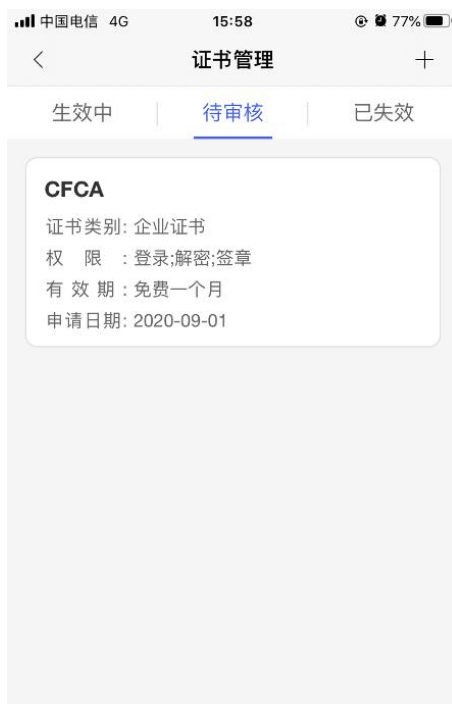 中国电信 4G 15:58 77%
证书管理
生效中 待审核 已失效
CFCA
证书类别: 企业证书
权 限 : 登录;解密;签章
有 效 期 : 免费一个月
申请日期: 2020-09-01